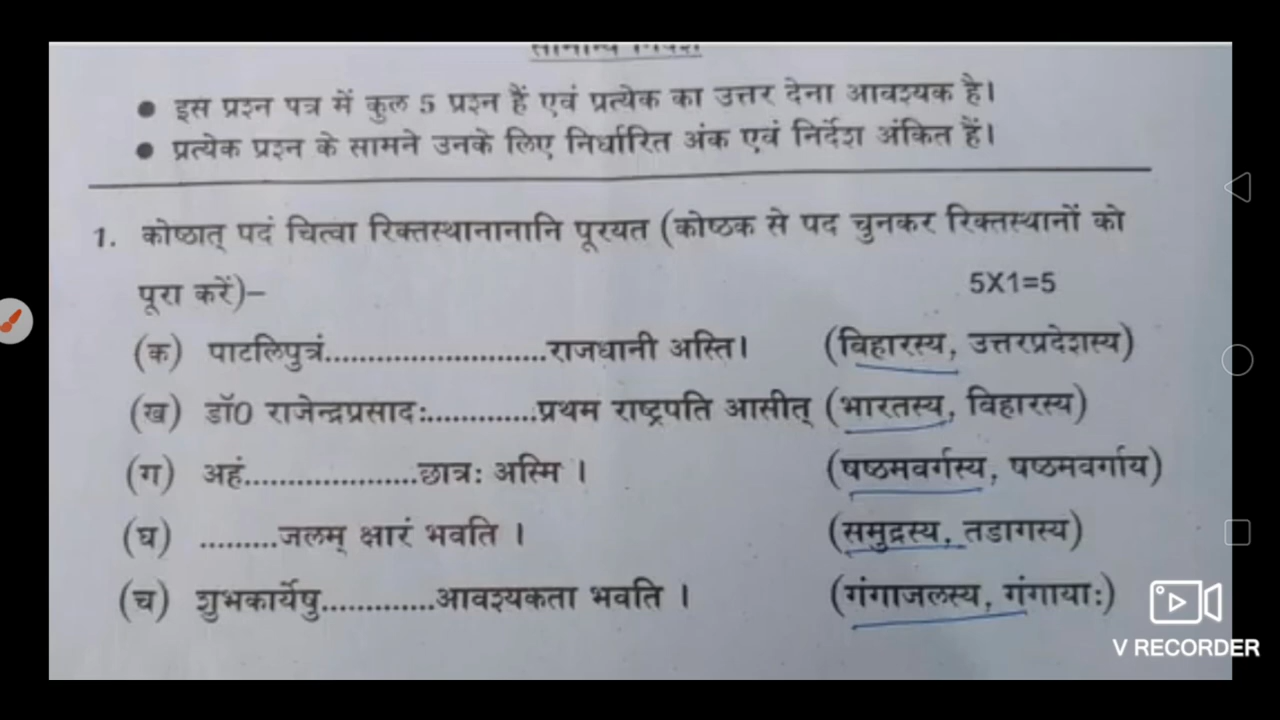 सामान्य निर्देश
● इस प्रश्न पत्र में कुल 5 प्रश्न हैं एवं प्रत्येक का उत्तर देना आवश्यक है।
● प्रत्येक प्रश्न के सामने उनके लिए निर्धारित अंक एवं निर्देश अंकित हैं।
1. कोष्ठात् पदं चित्वा रिक्तस्थानानानि पूरयत (कोष्ठक से पद चुनकर रिक्तस्थानों को
पूरा करें)– 5X1=5
(क) पाटलिपुत्रं........................राजधानी अस्ति। (विहारस्य, उत्तरप्रदेशस्य)
(ख) डॉ0 राजेन्द्रप्रसादः............प्रथम राष्ट्रपति आसीत् (भारतस्य, विहारस्य)
(ग) अहं...................छात्रः अस्मि । (षष्ठमवर्गस्य, षष्ठमवर्गाय)
(घ) .........जलम् क्षारं भवति । (समुद्रस्य, तडागस्य)
(च) शुभकार्येषु.............आवश्यकता भवति । (गंगाजलस्य, गंगायाः)
V RECORDER